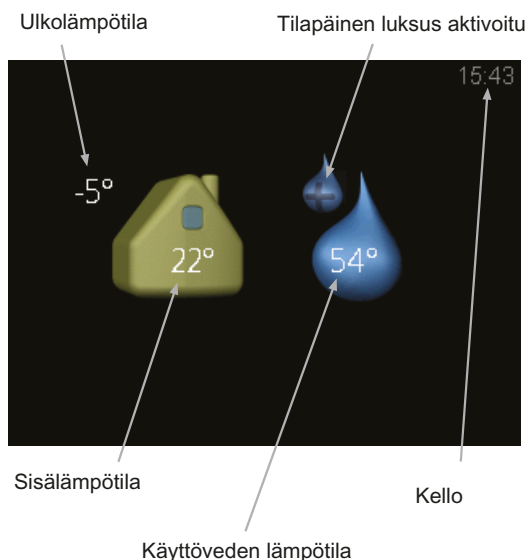 Ulkolämpötila
Tilapäinen luksus aktivoitu
15:43
-5°
22°
54°
Sisälämpötila
Kello
Käyttöveden lämpötila